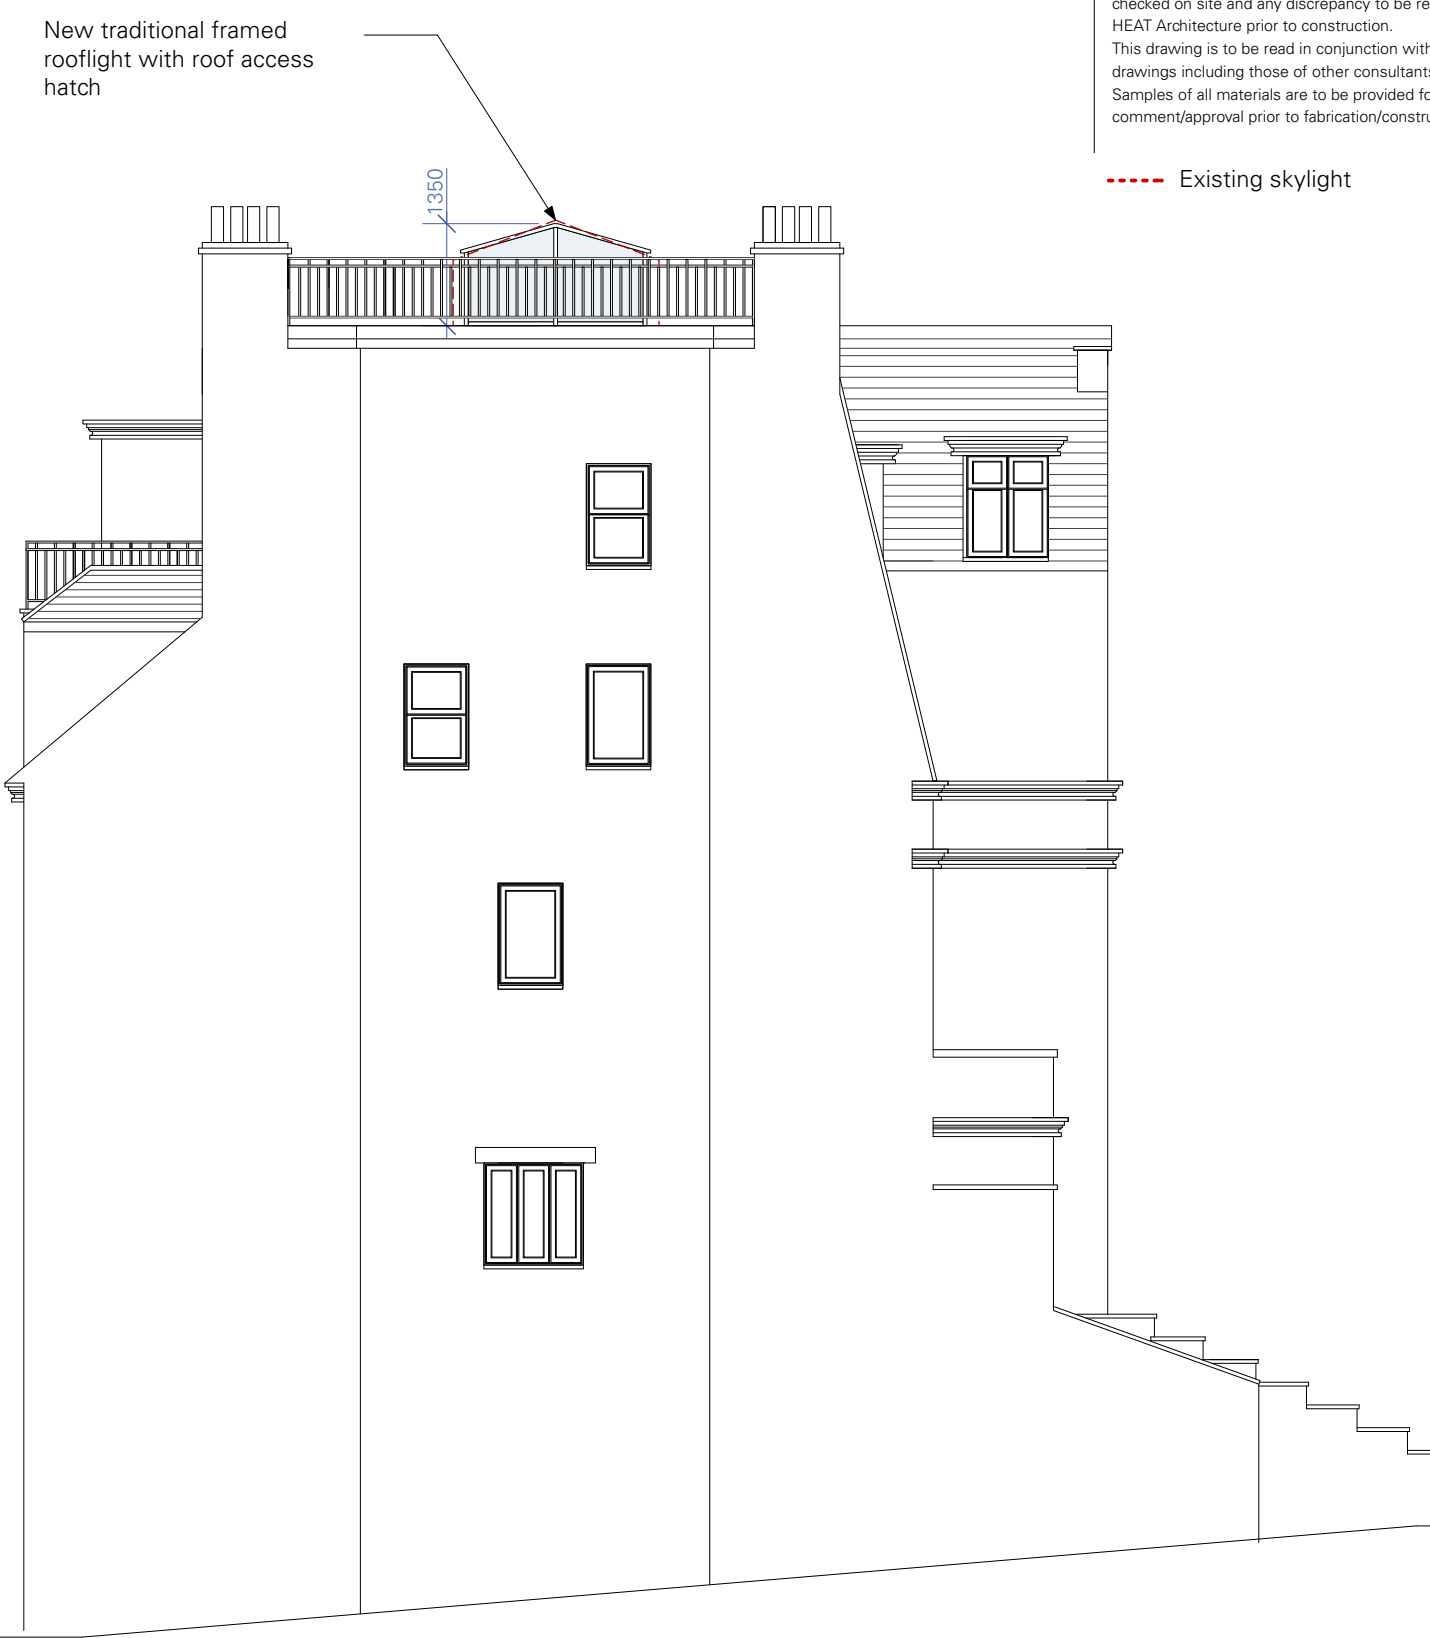 New traditional framed
rooflight with roof access
hatch
checked on site and any discrepancy to be re
HEAT Architecture prior to construction.
This drawing is to be read in conjunction with
drawings including those of other consultants
Samples of all materials are to be provided fo
comment/approval prior to fabrication/constru
Existing skylight
1350